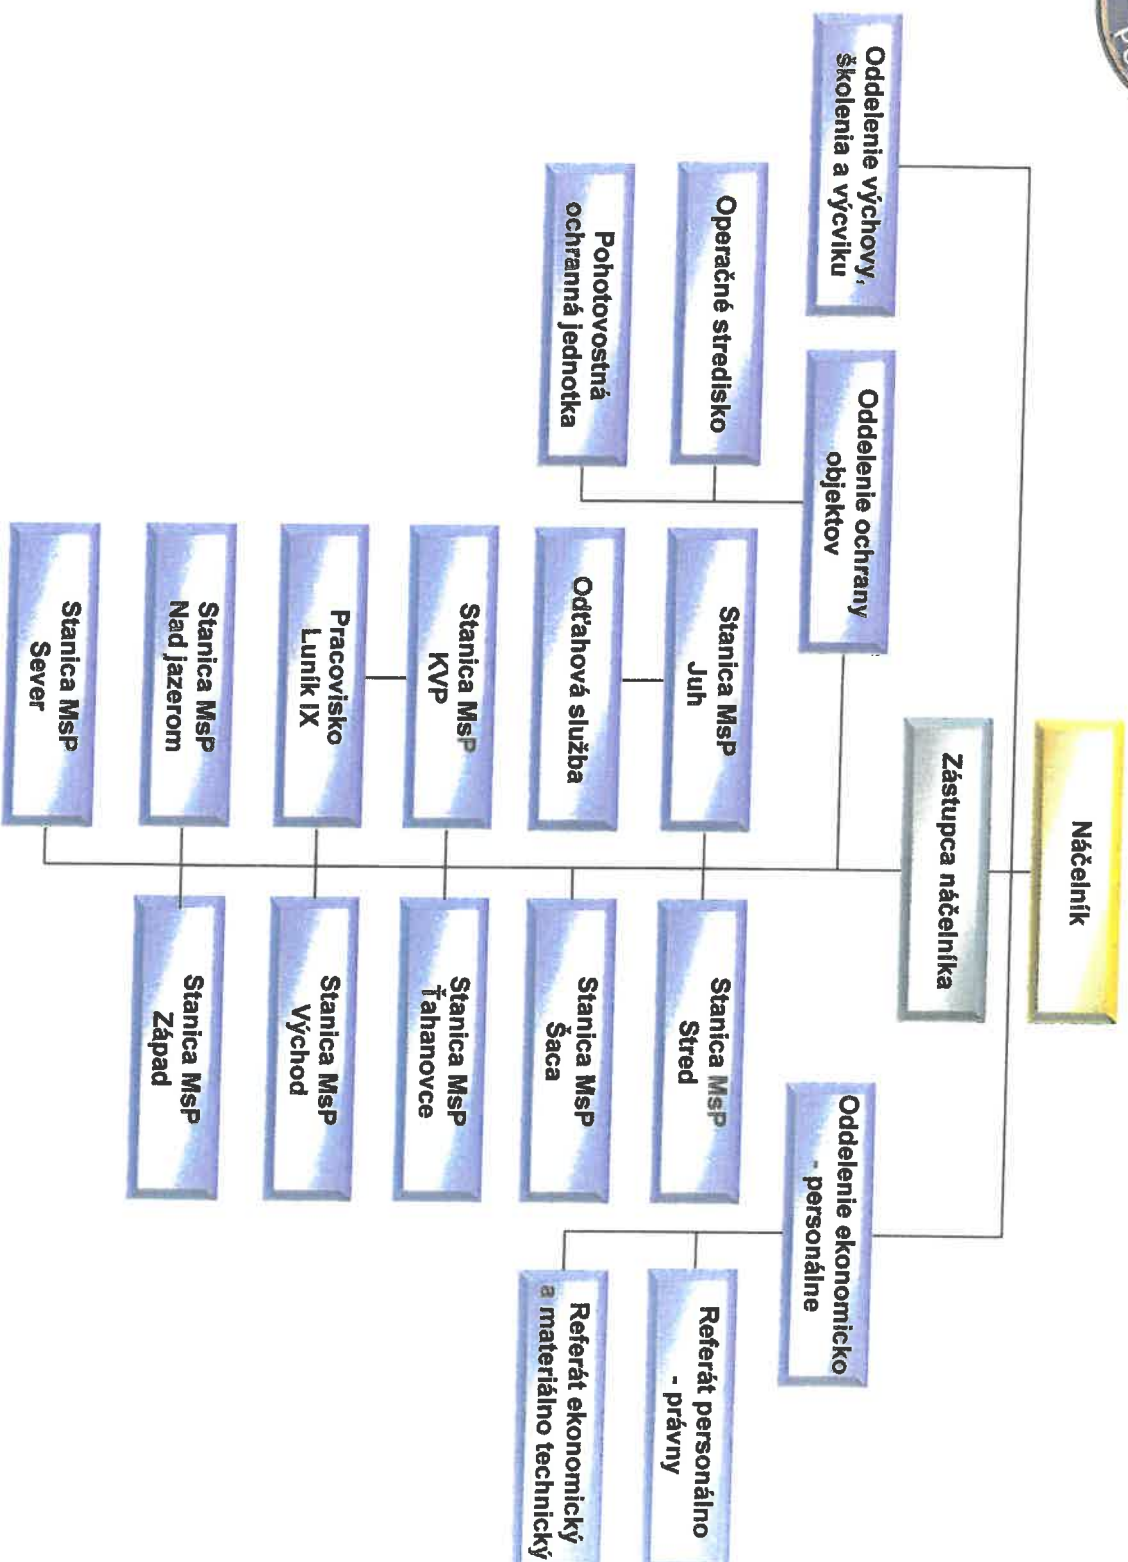 Náčelník
Zástupca náčelníka
Oddelenie výchovy,
školenia a výcviku
Oddelenie ochrany
objektov
Oddelenie ekonomicko
- personálne
Operačné stredisko
Pohotovostná
ochranná jednotka
Referát personálno
- právny
Referát ekonomický
a materiálno technický
Stanica MsP
Juh
Stanica MsP
Stred
Odťahová služba
Stanica MsP
Šaca
Stanica MsP
KVP
Stanica MsP
Ťahanovce
Pracovisko
Luník IX
Stanica MsP
Východ
Stanica MsP
Nad jazerom
Stanica MsP
Západ
Stanica MsP
Sever